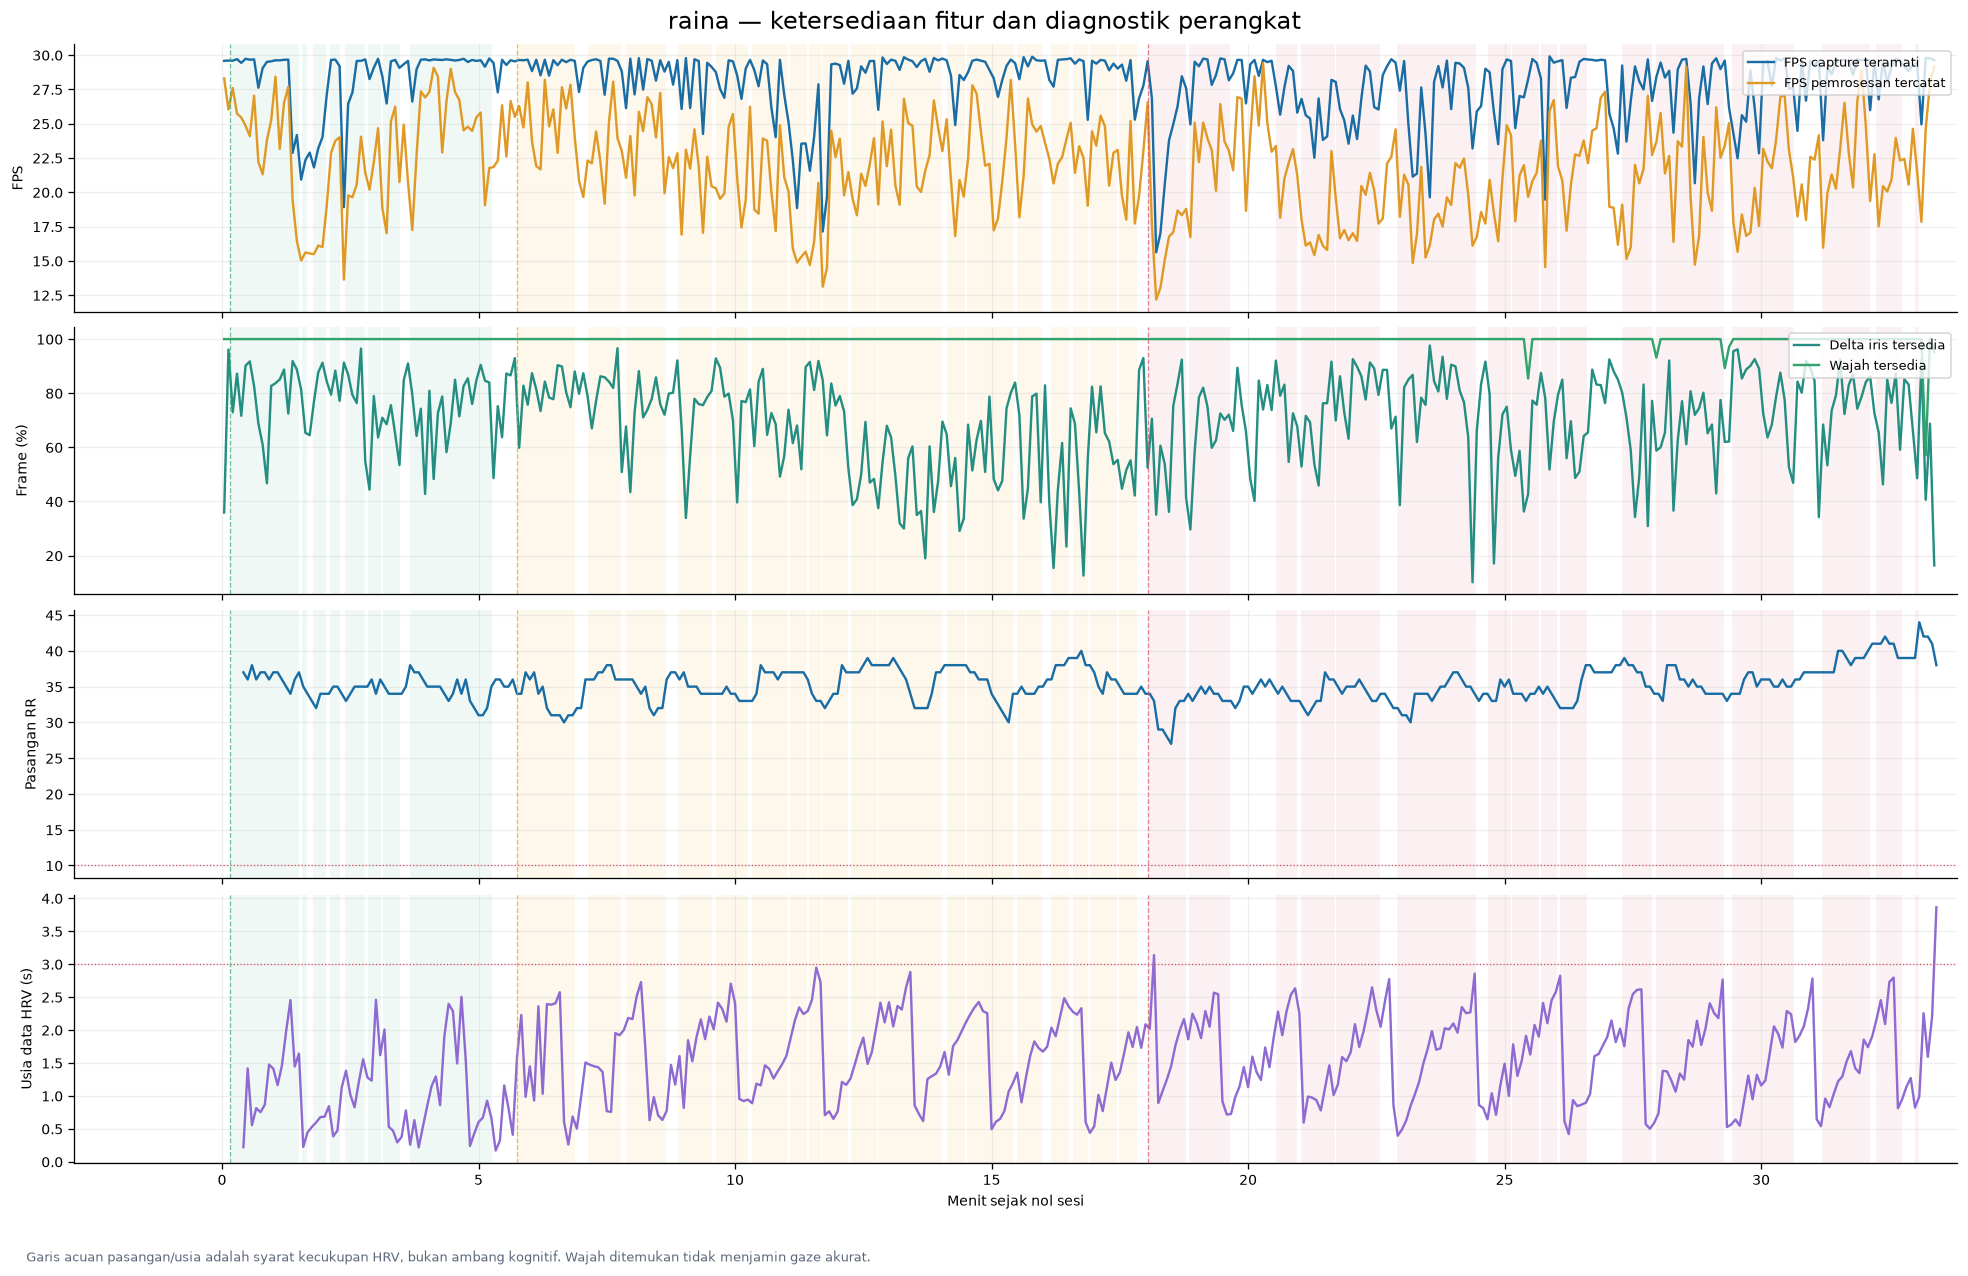 raina — ketersediaan fitur dan diagnostik perangkat
30.0
27.5
25.0
22.5
20.0
17.5
15.0
12.5
FPS
FPS capture teramati
FPS pemrosesan tercatat
100
80
60
40
20
Frame (%)
Delta iris tersedia
Wajah tersedia
45
40
35
30
25
20
15
10
Pasangan RR
4.0
3.5
3.0
2.5
2.0
1.5
1.0
0.5
0.0
Usia data HRV (s)
0 5 10 15 20 25 30
Menit sejak nol sesi
Garis acuan pasangan/usia adalah syarat kecukupan HRV, bukan ambang kognitif. Wajah ditemukan tidak menjamin gaze akurat.